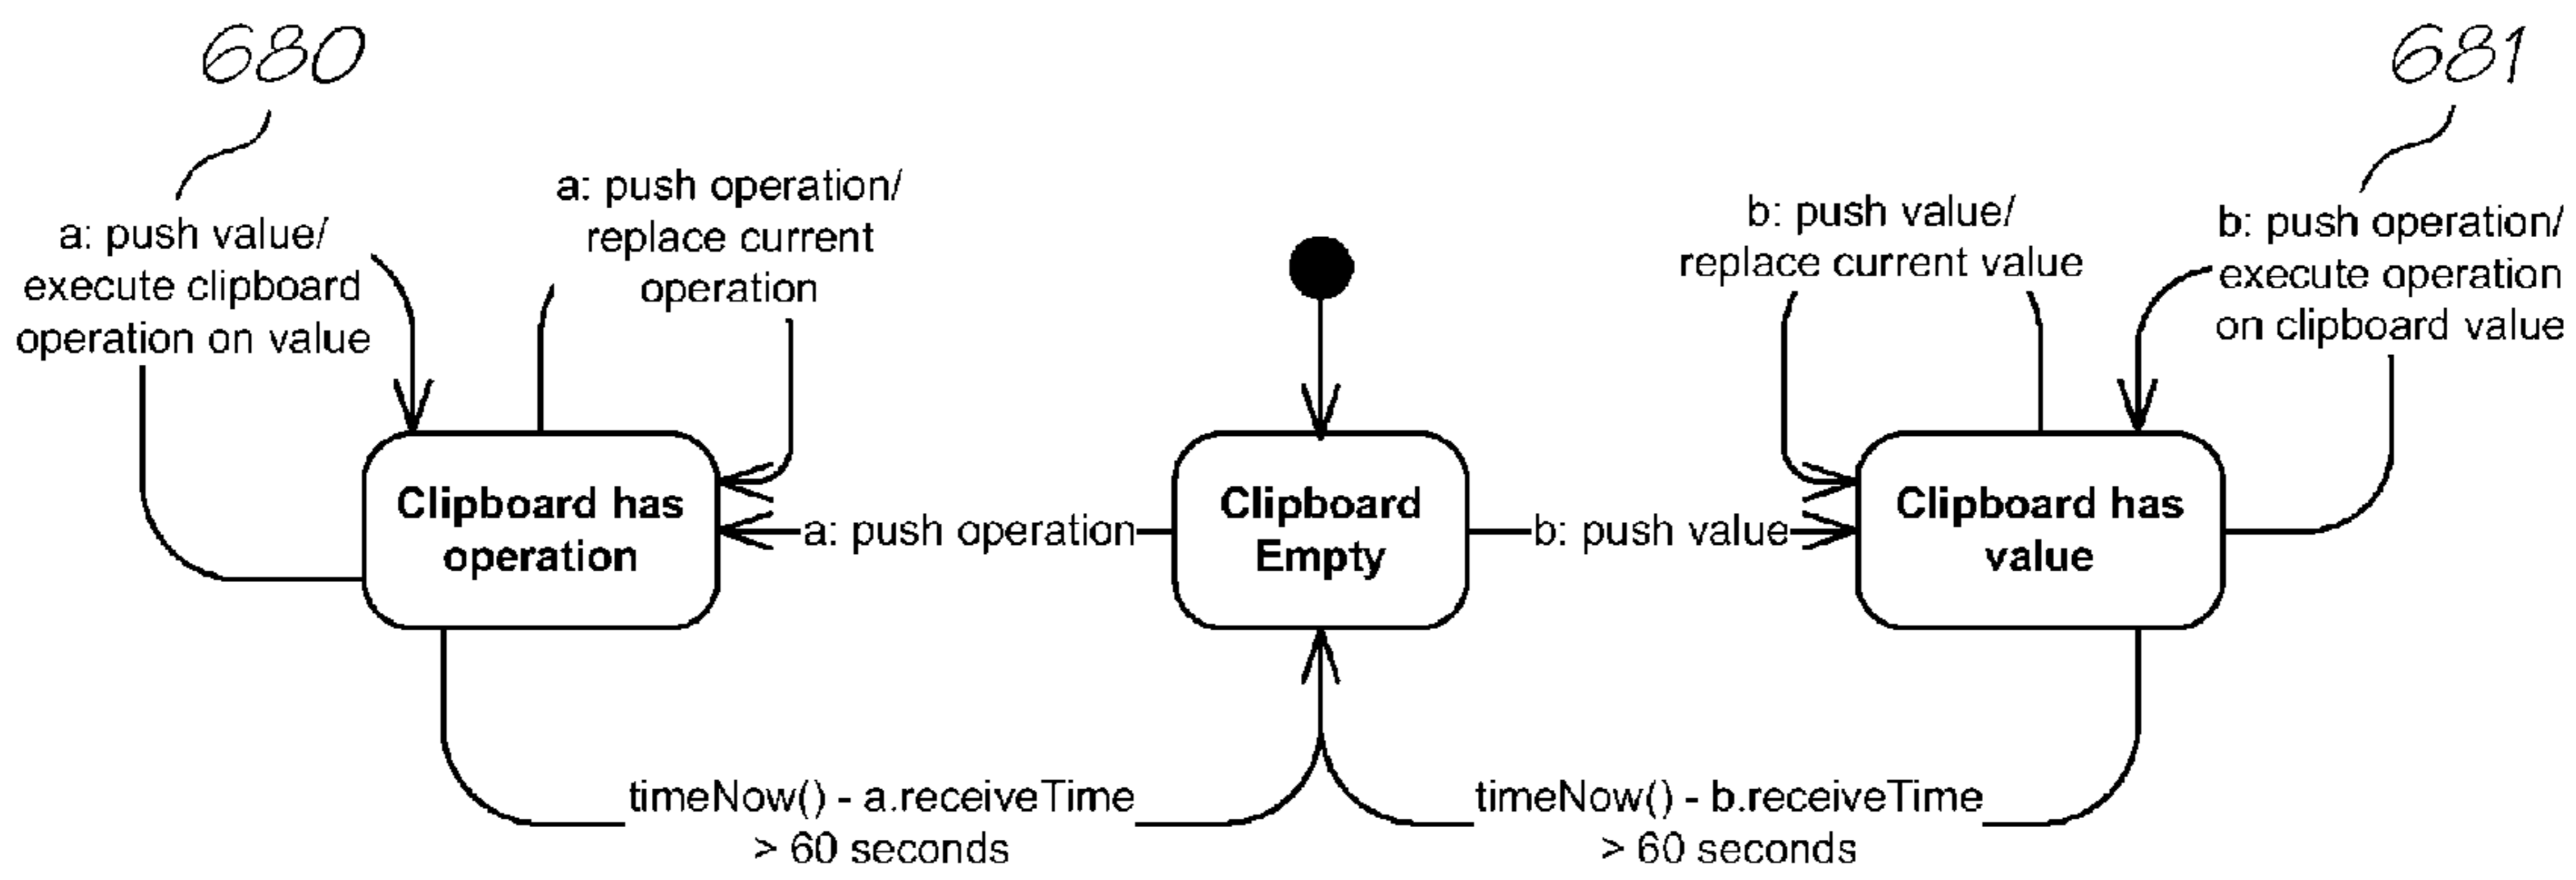 680
681
a: push value/
execute clipboard
operation on value
a: push operation/
replace current
operation
b: push value/
replace current value
b: push operation/
execute operation
on clipboard value
Clipboard has
operation
a: push operation
Clipboard
Empty
b: push value
Clipboard has
value
timeNow() - a.receiveTime
> 60 seconds
timeNow() - b.receiveTime
> 60 seconds